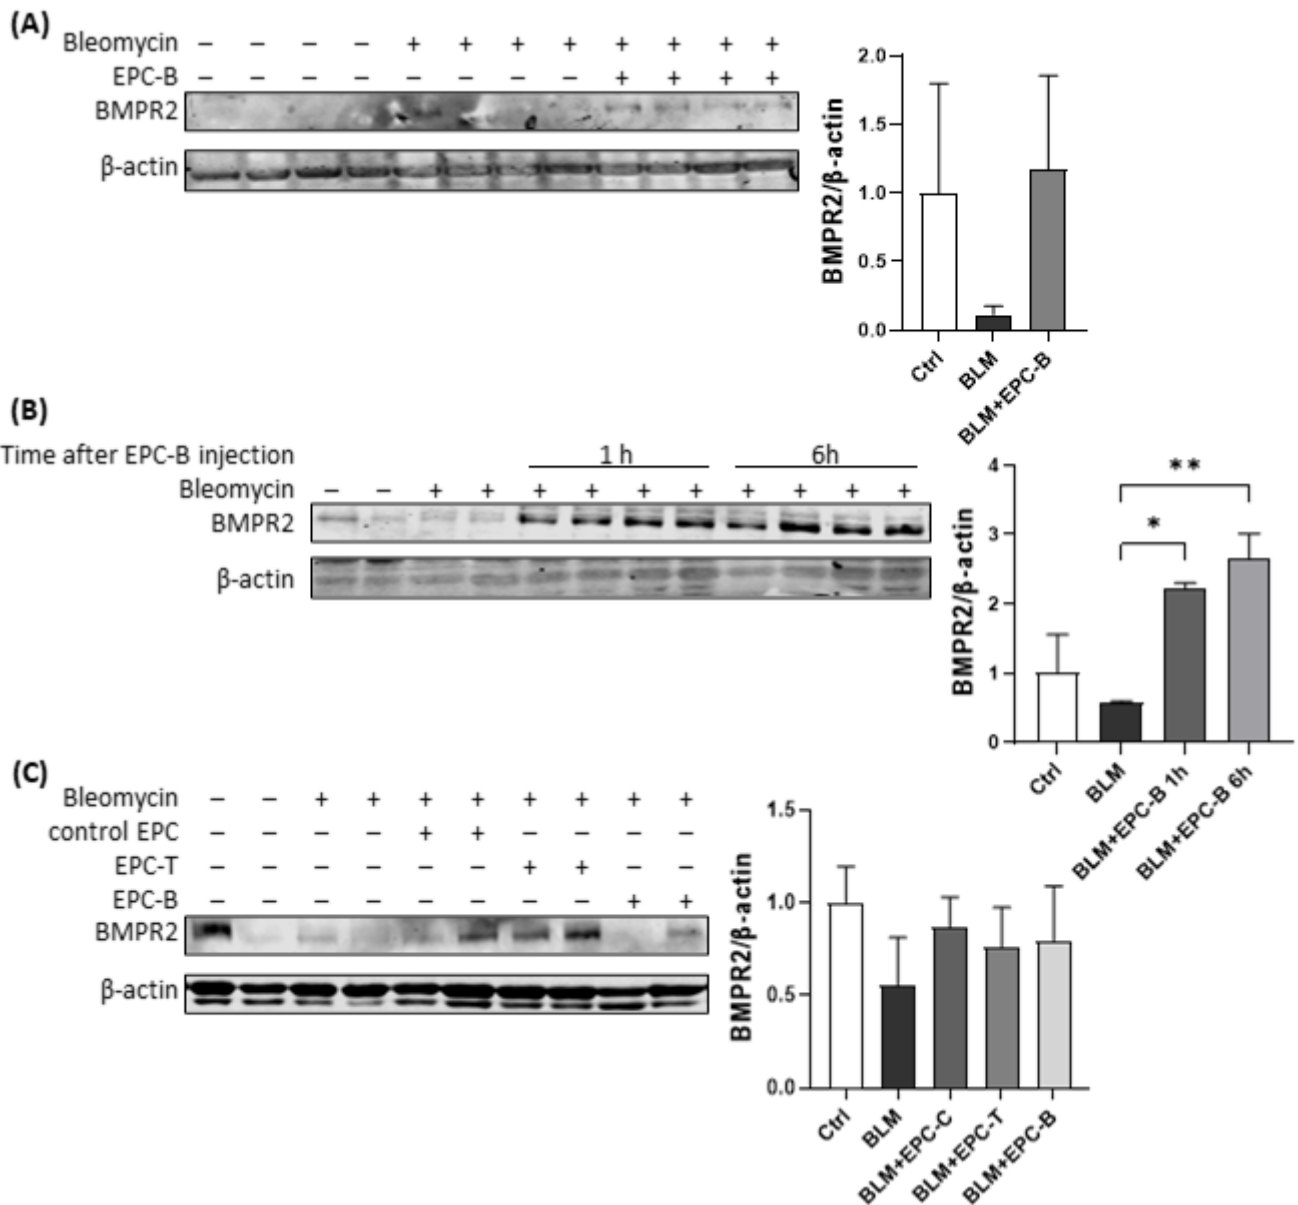 (A)
Bleomycin − − − − + + + + + + + +
EPC-B − − − − − − − − + + + +
BMPR2
β-actin
BMPR2/β-actin
2.0
1.5
1.0
0.5
0.0
Ctrl
BLM
BLM+EPC-B
(B)
Time after EPC-B injection 1 h 6h
Bleomycin − − + + + + + + + + + +
BMPR2
β-actin
BMPR2/β-actin
4
3
2
1
0
**
*
Ctrl
BLM
BLM+EPC-B 1h
BLM+EPC-B 6h
(C)
Bleomycin − − + + + + + + + +
control EPC − − − − + + − − − −
EPC-T − − − − − − + + − −
EPC-B − − − − − − − − + +
BMPR2
β-actin
BMPR2/β-actin
1.5
1.0
0.5
0.0
Ctrl
BLM
BLM+EPC-C
BLM+EPC-T
BLM+EPC-B